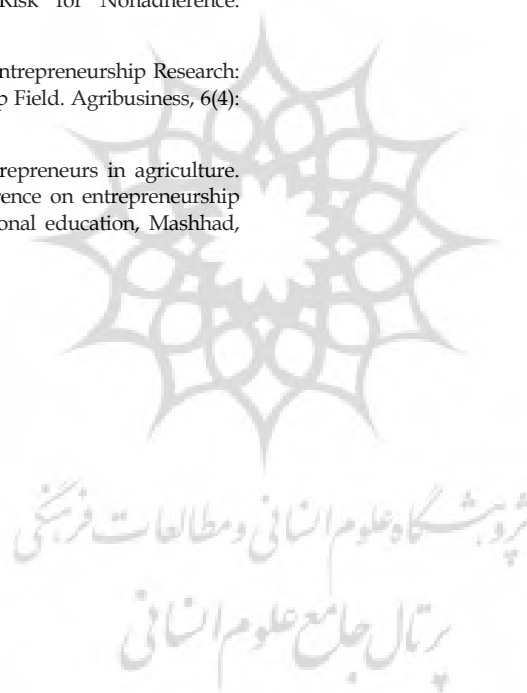 Risk for Nonadherence.
ntrepreneurship Research:
p Field. Agribusiness, 6(4):
repreneurs in agriculture.
rence on entrepreneurship
onal education, Mashhad,
پژوهشگاه علوم انسانی و مطالعات فرهنگی
پرتال جامع علوم انسانی